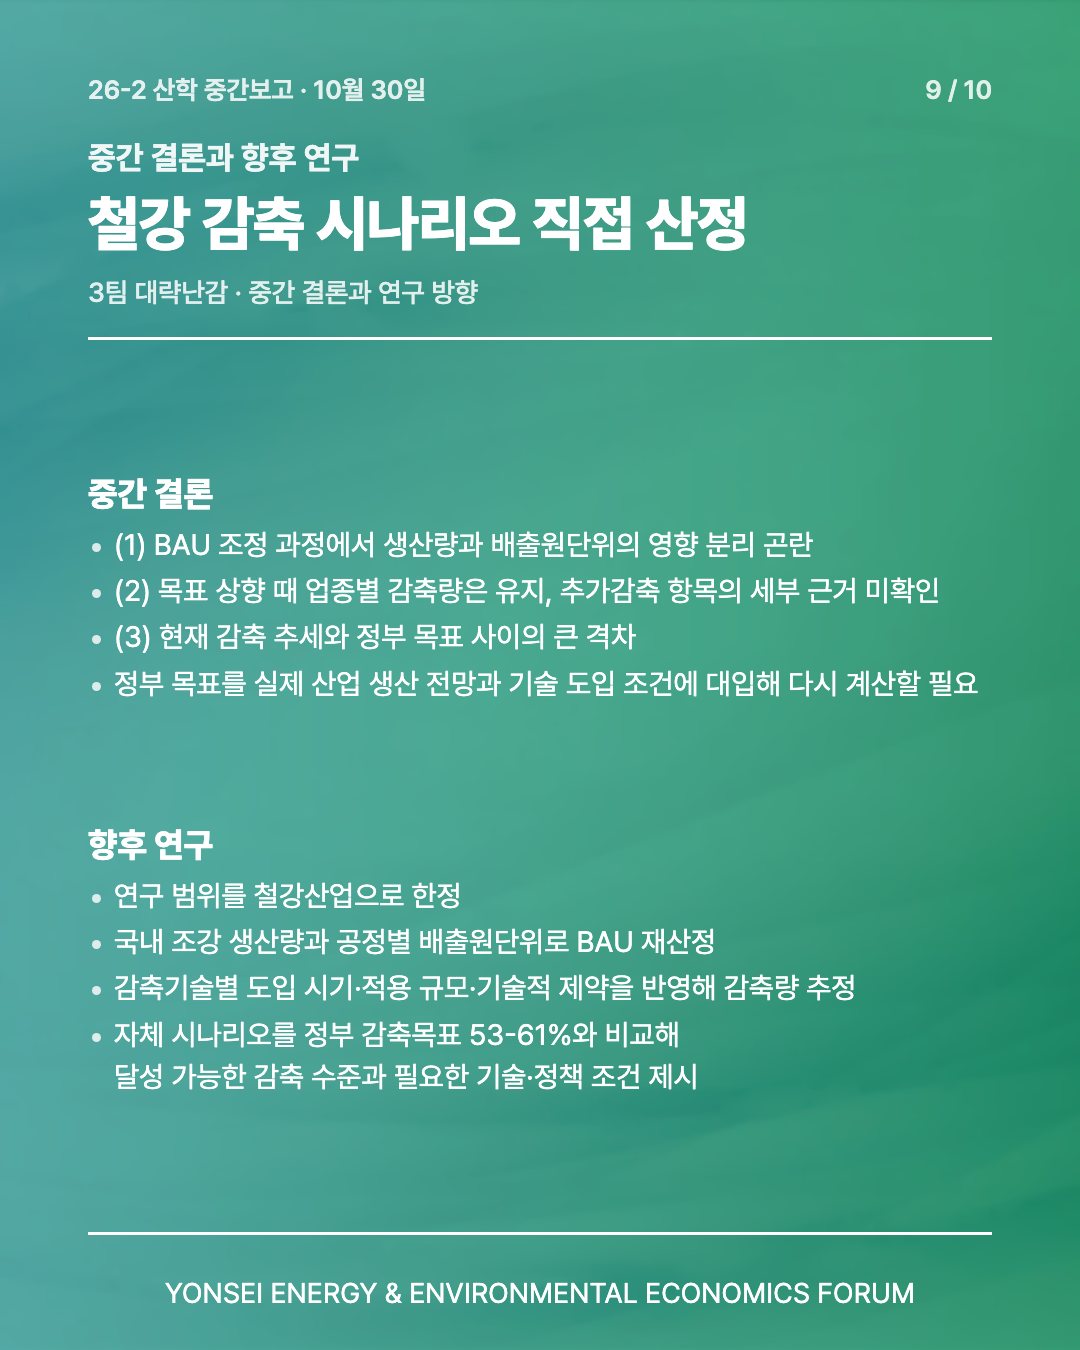 26-2 산학 중간보고 · 10월 30일
9 / 10
중간 결론과 향후 연구
철강 감축 시나리오 직접 산정
3팀 대략난감 · 중간 결론과 연구 방향
중간 결론
• (1) BAU 조정 과정에서 생산량과 배출원단위의 영향 분리 곤란
• (2) 목표 상향 때 업종별 감축량은 유지, 추가감축 항목의 세부 근거 미확인
• (3) 현재 감축 추세와 정부 목표 사이의 큰 격차
• 정부 목표를 실제 산업 생산 전망과 기술 도입 조건에 대입해 다시 계산할 필요
향후 연구
• 연구 범위를 철강산업으로 한정
• 국내 조강 생산량과 공정별 배출원단위로 BAU 재산정
• 감축기술별 도입 시기·적용 규모·기술적 제약을 반영해 감축량 추정
• 자체 시나리오를 정부 감축목표 53-61%와 비교해
달성 가능한 감축 수준과 필요한 기술·정책 조건 제시
YONSEI ENERGY & ENVIRONMENTAL ECONOMICS FORUM